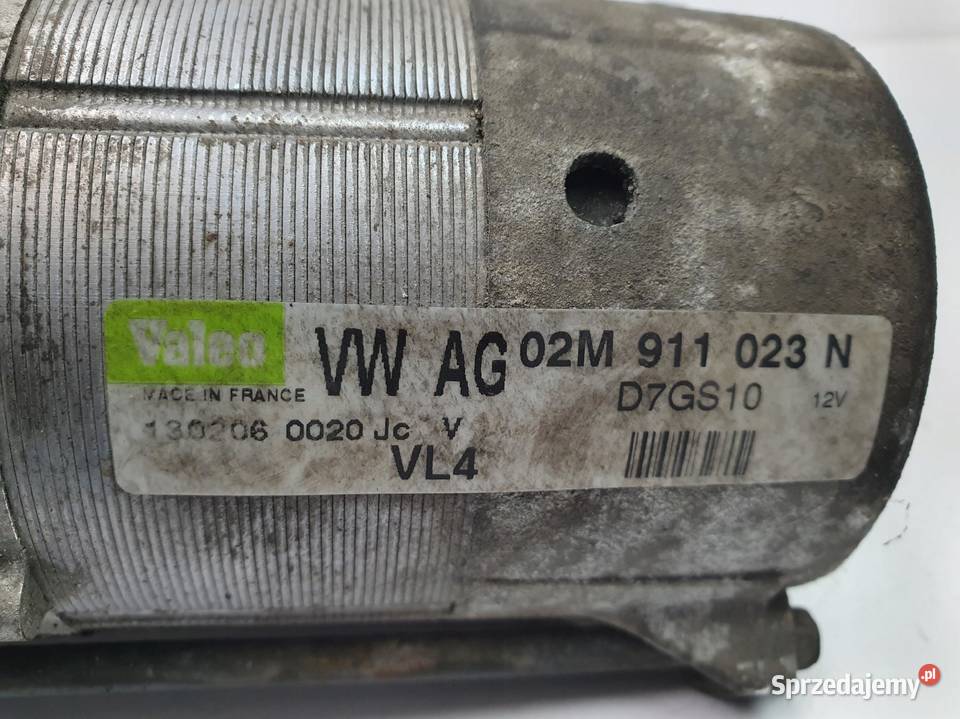 Valeo VW AG 02M 911 023 N
MADE IN FRANCE D7GS10 12V
130206 0020 Jc V
VL4
Sprzedajemy.pl